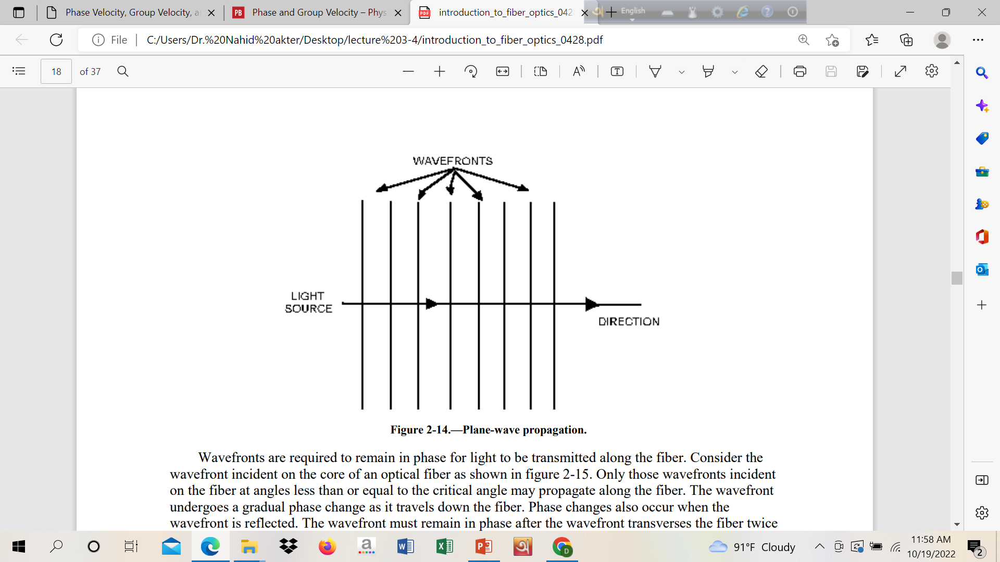 Phase Velocity, Group Velocity, a
PB
Phase and Group Velocity – Phys
PDF
introduction_to_fiber_optics_042
English
File
C:/Users/Dr.%20Nahid%20akter/Desktop/lecture%203-4/introduction_to_fiber_optics_0428.pdf
18 of 37
WAVEFRONTS
LIGHT
SOURCE
DIRECTION
Figure 2-14.—Plane-wave propagation.
Wavefronts are required to remain in phase for light to be transmitted along the fiber. Consider the
wavefront incident on the core of an optical fiber as shown in figure 2-15. Only those wavefronts incident
on the fiber at angles less than or equal to the critical angle may propagate along the fiber. The wavefront
undergoes a gradual phase change as it travels down the fiber. Phase changes also occur when the
wavefront is reflected. The wavefront must remain in phase after the wavefront transverses the fiber twice
91°F Cloudy
11:58 AM
10/19/2022
2